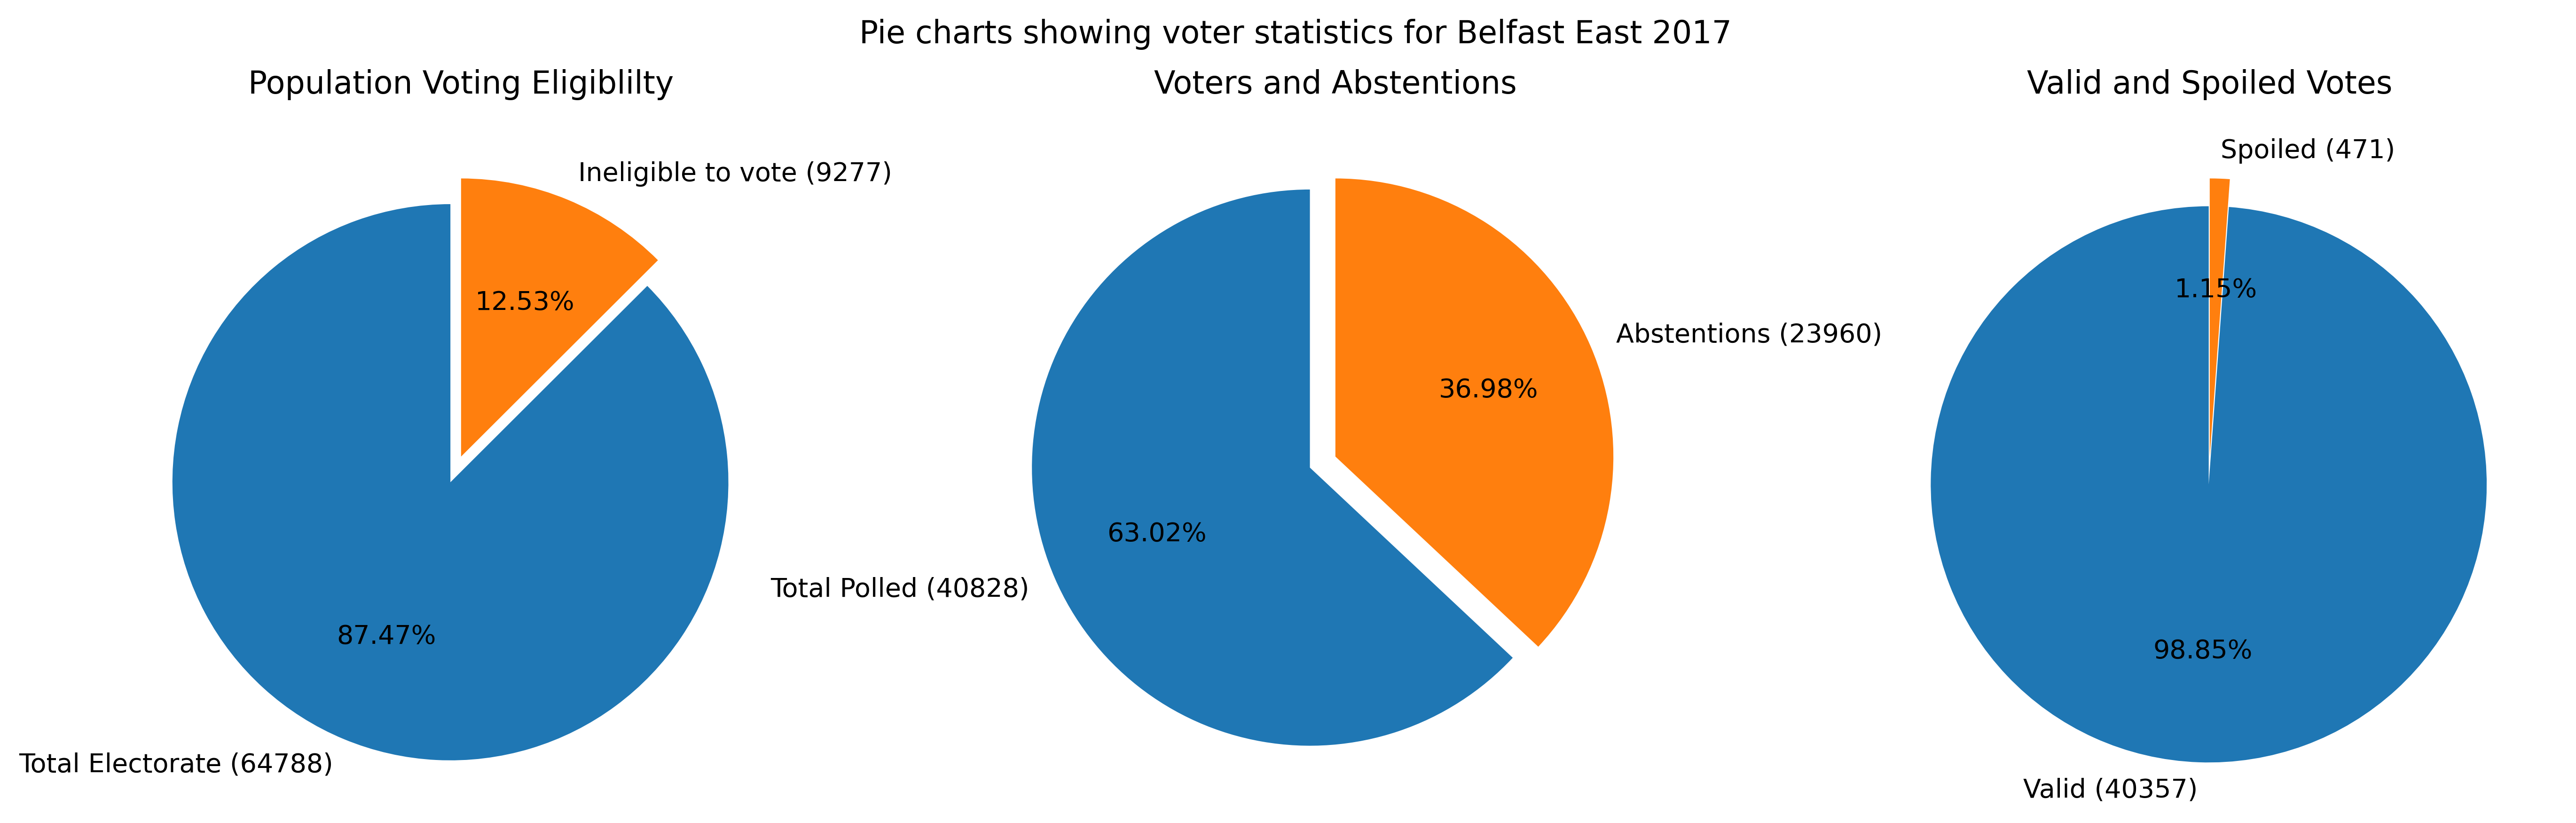 Pie charts showing voter statistics for Belfast East 2017
Population Voting Eligiblilty
Ineligible to vote (9277)
12.53%
87.47%
Total Electorate (64788)
Voters and Abstentions
Abstentions (23960)
36.98%
63.02%
Total Polled (40828)
Valid and Spoiled Votes
Spoiled (471)
1.15%
98.85%
Valid (40357)